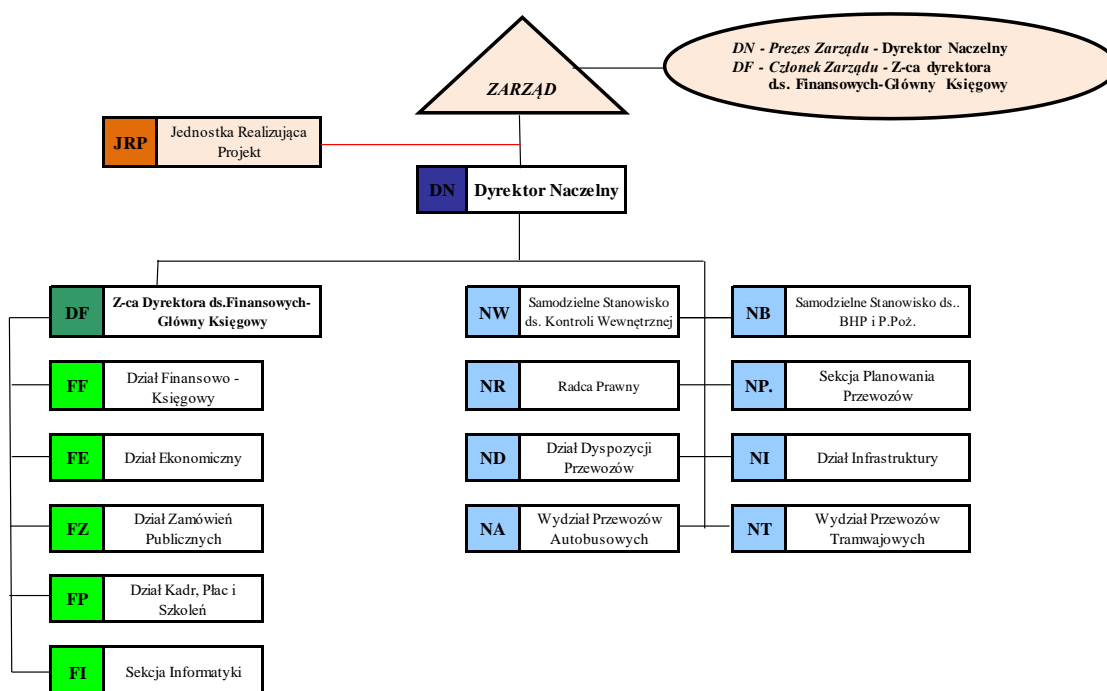 DN - Prezes Zarządu - Dyrektor Naczelny
DF - Członek Zarządu - Z-ca dyrektora
d.s. Finansowych-Główny Księgowy
ZARZĄD
JRP
Jednostka Realizująca
Projekt
DN
Dyrektor Naczelny
DF
Z-ca Dyrektora ds.Finansowych-
Główny Księgowy
FF
Dział Finansowo -
Księgowy
FE
Dział Ekonomiczny
FZ
Dział Zamówień
Publicznych
FP
Dział Kadr, Płac i
Szkoleń
FI
Sekcja Informatyki
NW
Samodzielne Stanowisko
ds. Kontroli Wewnętrznej
NR
Radca Prawny
ND
Dział Dyspozycji
Przewozów
NA
Wydział Przewozów
Autobusowych
NB
Samodzielne Stanowisko ds..
BHP i P.Poż.
NP.
Sekcja Planowania
Przewozów
NI
Dział Infrastruktury
NT
Wydział Przewozów
Tramwajowych